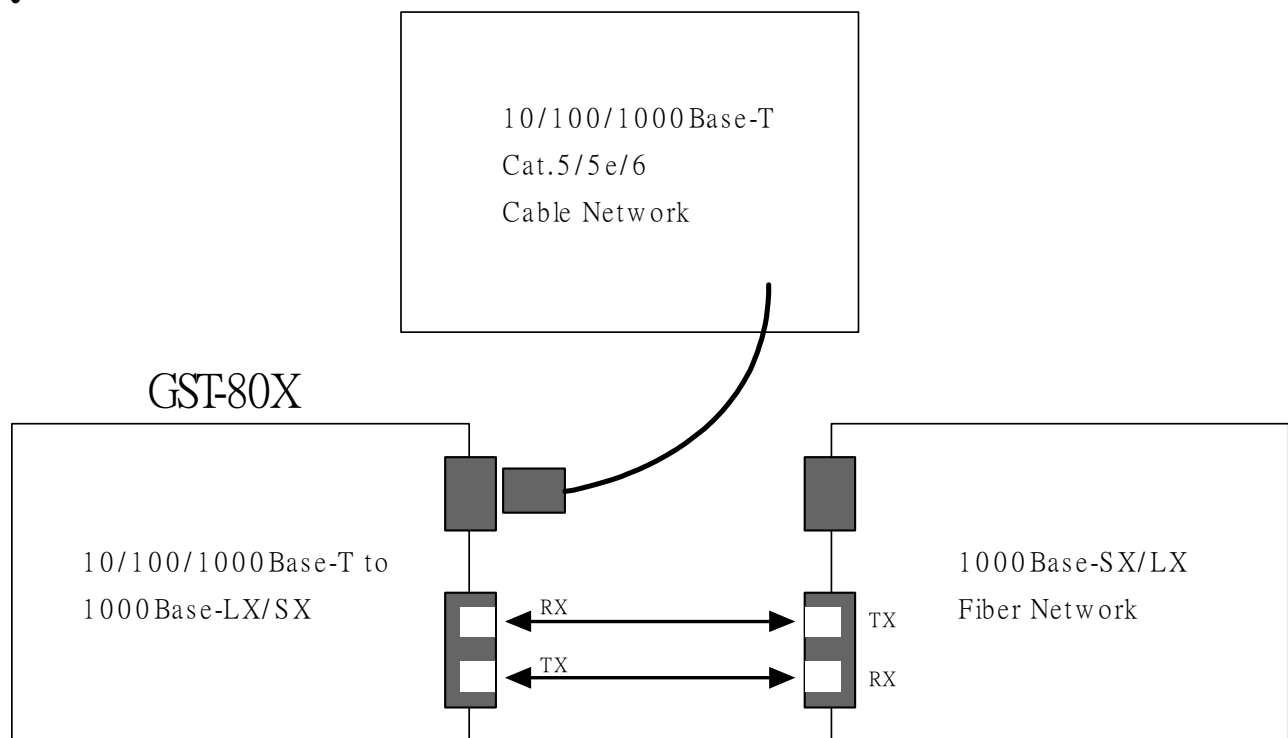 10/100/1000Base-T
Cat.5/5e/6
Cable Network
GST-80X
10/100/1000Base-T to
1000Base-LX/SX
RX
TX
TX
RX
1000Base-SX/LX
Fiber Network